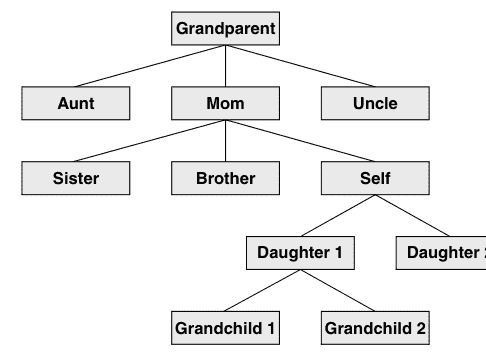 Grandparent
Aunt
Mom
Uncle
Sister
Brother
Self
Daughter 1
Daughter
Grandchild 1
Grandchild 2